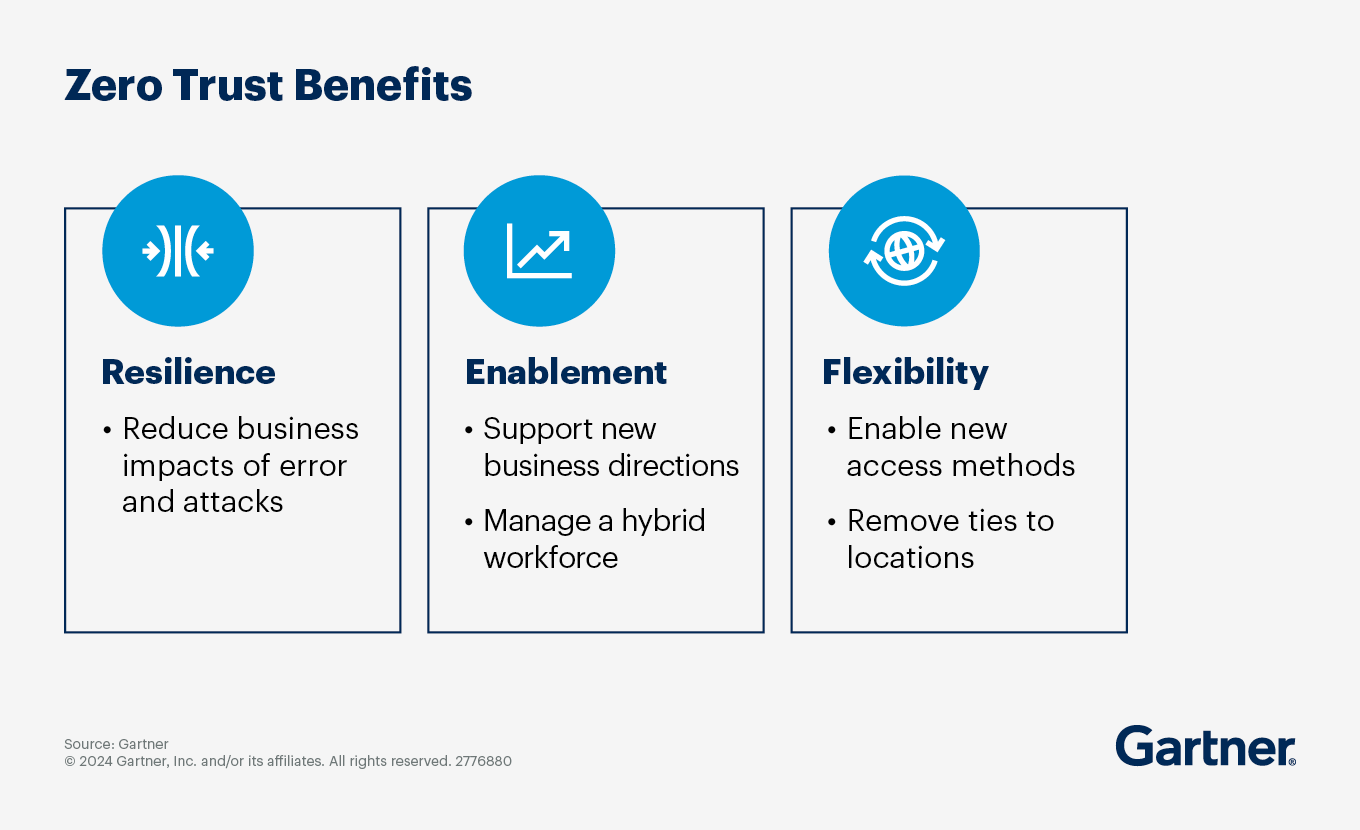 Zero Trust Benefits
Resilience
• Reduce business
impacts of error
and attacks
Enablement
• Support new
business directions
• Manage a hybrid
workforce
Flexibility
• Enable new
access methods
• Remove ties to
locations
Source: Gartner
© 2024 Gartner, Inc. and/or its affiliates. All rights reserved. 2776880
Gartner®